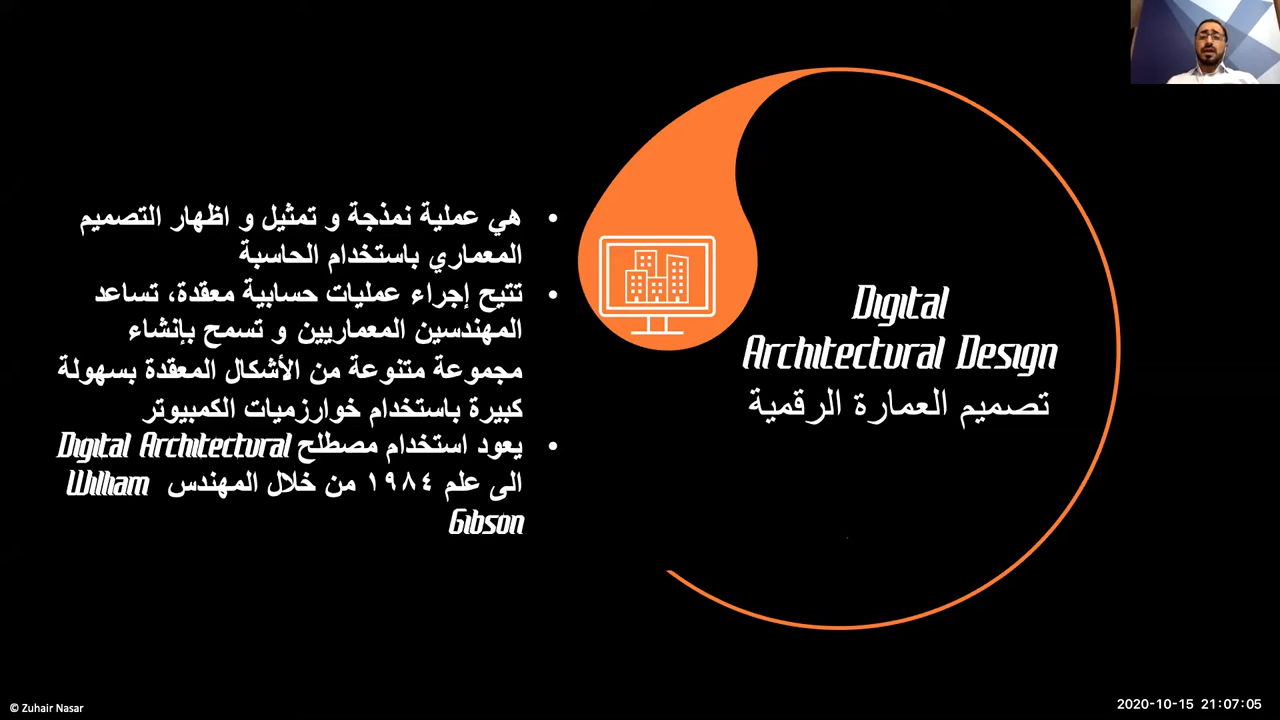 هي عملية نمذجة و تمثيل و اظهار التصميم
المعماري باستخدام الحاسبة
تتيح إجراء عمليات حسابية معقدة، تساعد
المهندسين المعماريين و تسمح بإنشاء
مجموعة متنوعة من الأشكال المعقدة بسهولة
كبيرة باستخدام خوارزميات الكمبيوتر
يعود استخدام مصطلح Digital Architectural
الى علم ١٩٨٤ من خلال المهندس William
Gibson
Digital
Architectural Design
تصميم العمارة الرقمية
© Zuhair Nasar
2020-10-15 21:07:05